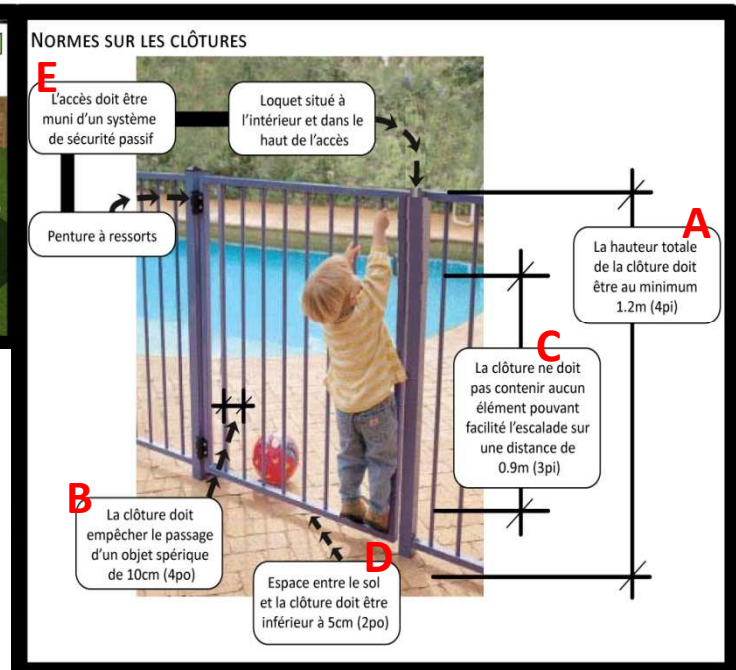 NORMES SUR LES CLÔTURES
E
L'accès doit être
muni d'un système
de sécurité passif
Loquet situé à
l'intérieur et dans le
haut de l'accès
Penture à ressorts
A
La hauteur totale
de la clôture doit
être au minimum
1.2m (4pi)
C
La clôture ne doit
pas contenir aucun
élément pouvant
facilité l'escalade sur
une distance de
0.9m (3pi)
B
La clôture doit
empêcher le passage
d'un objet spérique
de 10cm (4po)
D
Espace entre le sol
et la clôture doit être
inférieur à 5cm (2po)